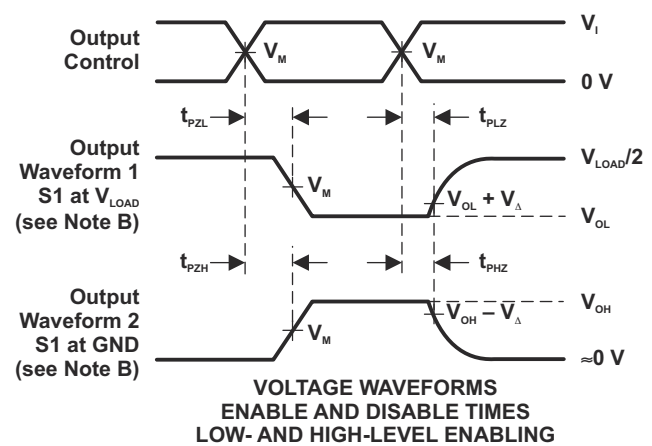 Output
Control
V_M
V_M
V_I
0 V
t_PZL
t_PLZ
Output
Waveform 1
S1 at V_LOAD
(see Note B)
V_M
V_OL + V_Δ
V_LOAD/2
V_OL
t_PZH
t_PHZ
Output
Waveform 2
S1 at GND
(see Note B)
V_M
V_OH − V_Δ
V_OH
≈0 V
VOLTAGE WAVEFORMS
ENABLE AND DISABLE TIMES
LOW- AND HIGH-LEVEL ENABLING